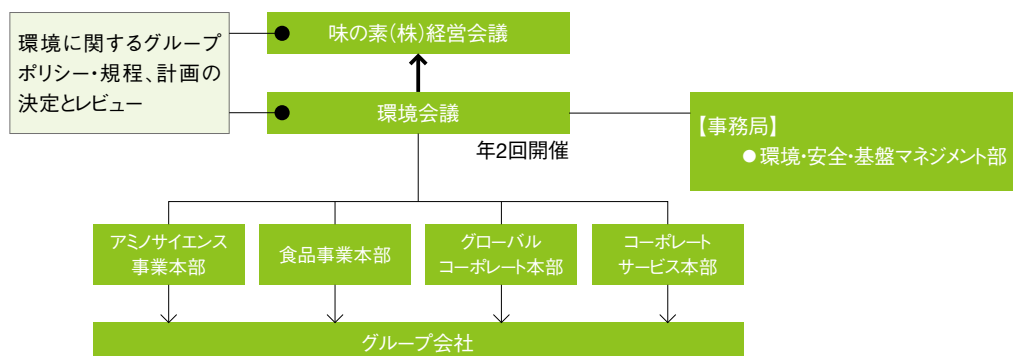 環境に関するグループ
ポリシー・規程、計画の
決定とレビュー
味の素(株)経営会議
環境会議
年2回開催
【事務局】
●環境・安全・基盤マネジメント部
アミノサイエンス
事業本部
食品事業本部
グローバル
コーポレート本部
コーポレート
サービス本部
グループ会社